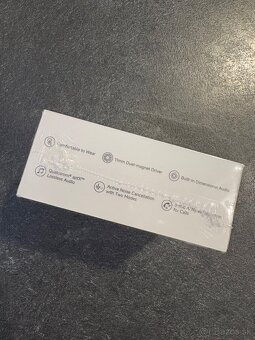 Comfortable to Wear
11mm Dual-magnet Driver
Built-in Dimensional Audio
Qualcomm® aptX™
Lossless Audio
Active Noise Cancellation
with Two Modes
for Calls